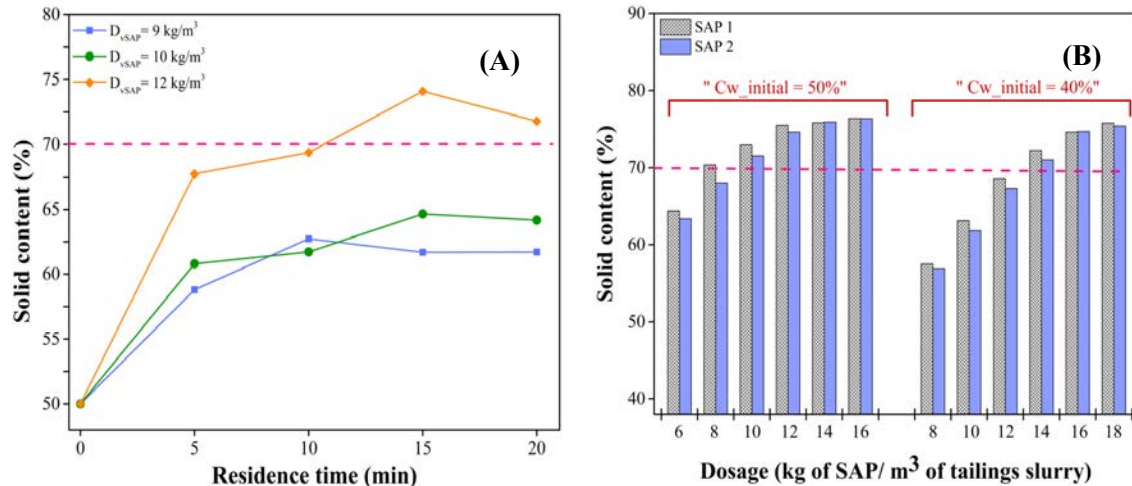 80
75
70
65
60
55
50
Solid content (%)
D_vSAP= 9 kg/m³
D_vSAP= 10 kg/m³
D_vSAP= 12 kg/m³
(A)
0 5 10 15 20
Residence time (min)
90
80
70
60
50
40
Solid content (%)
SAP 1
SAP 2
(B)
" Cw_initial = 50%"
" Cw_initial = 40%"
6 8 10 12 14 16 8 10 12 14 16 18
Dosage (kg of SAP/ m³ of tailings slurry)